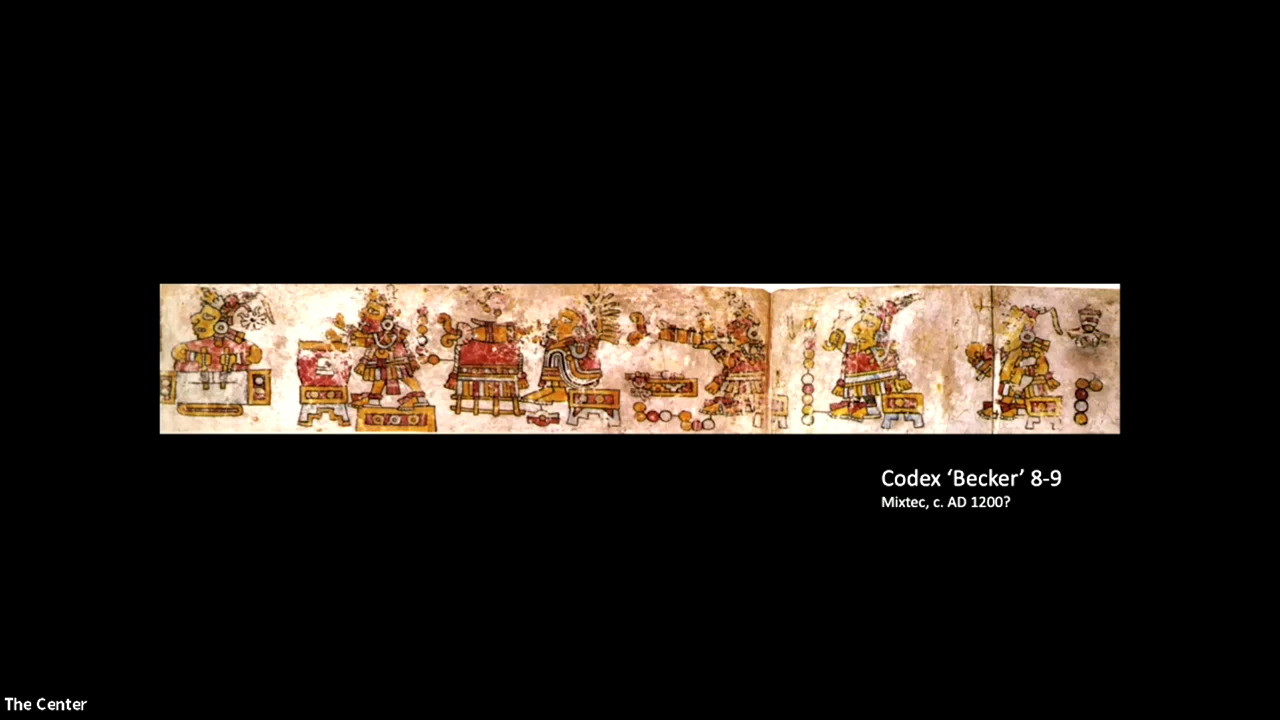 Codex ‘Becker’ 8-9
Mixtec, c. AD 1200?
The Center